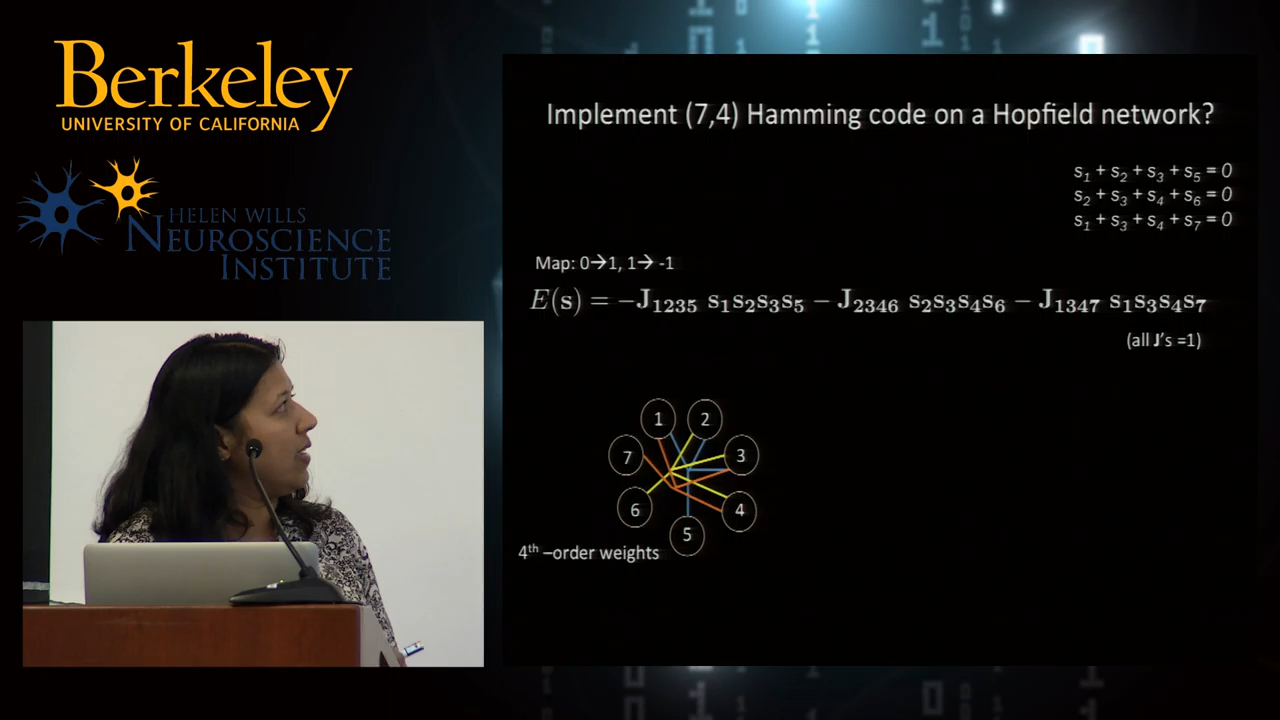 Berkeley
UNIVERSITY OF CALIFORNIA
HELEN WILLS
NEUROSCIENCE
INSTITUTE
Implement (7,4) Hamming code on a Hopfield network?
s₁ + s₂ + s₃ + s₅ = 0
s₂ + s₃ + s₄ + s₆ = 0
s₁ + s₃ + s₄ + s₇ = 0
Map: 0→1, 1→ -1
E(s) = −J₁₂₃₅ s₁s₂s₃s₅ − J₂₃₄₆ s₂s₃s₄s₆ − J₁₃₄₇ s₁s₃s₄s₇
(all J's =1)
1
2
7
3
6
4
5
4th –order weights